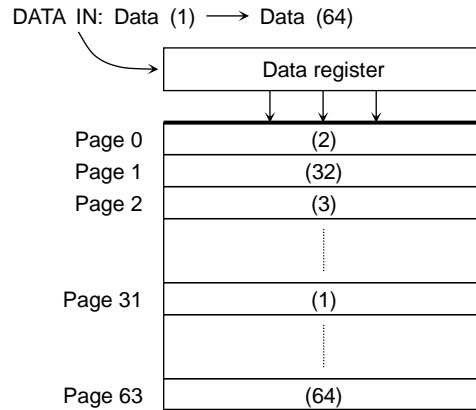 DATA IN: Data (1) → Data (64)
Data register
Page 0 (2)
Page 1 (32)
Page 2 (3)
Page 31 (1)
Page 63 (64)